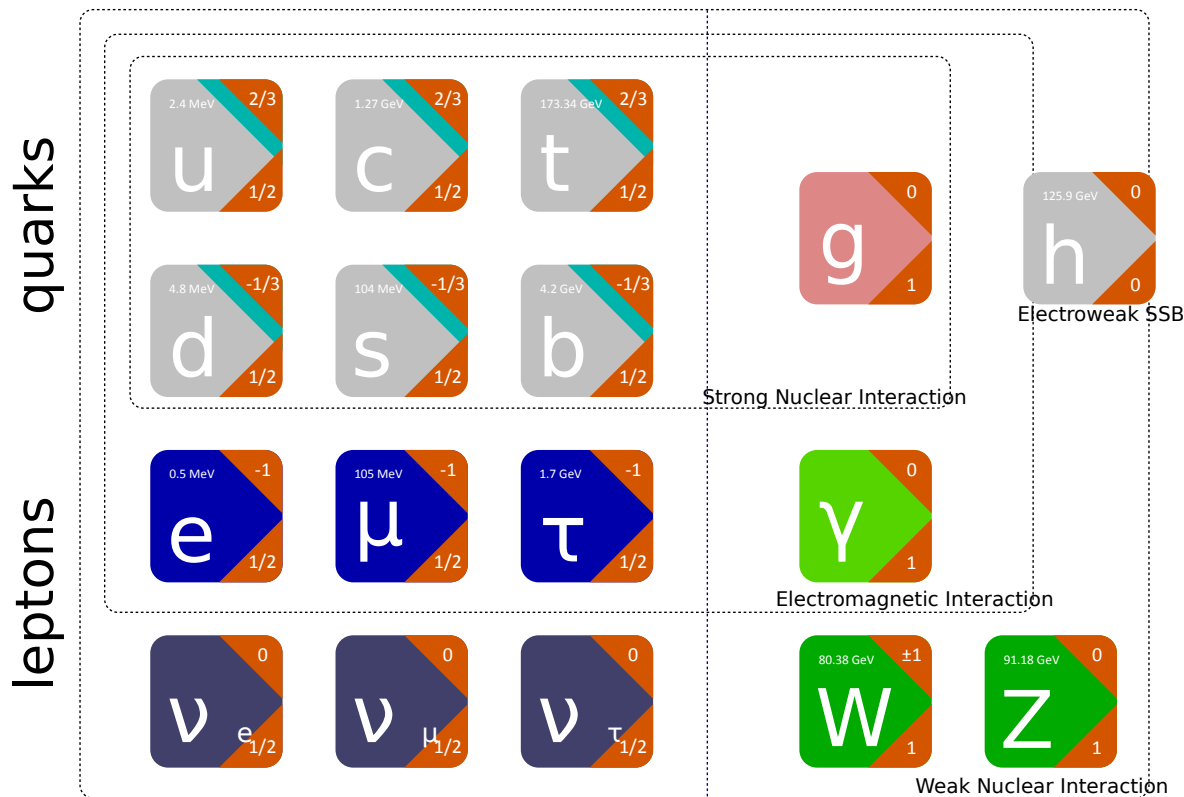 quarks
2.4 MeV
2/3
u
1/2
1.27 GeV
2/3
c
1/2
173.34 GeV
2/3
t
1/2
4.8 MeV
-1/3
d
1/2
104 MeV
-1/3
s
1/2
4.2 GeV
-1/3
b
1/2
0
g
1
Strong Nuclear Interaction
125.9 GeV
0
h
0
Electroweak SSB
leptons
0.5 MeV
-1
e
1/2
105 MeV
-1
μ
1/2
1.7 GeV
-1
τ
1/2
0
γ
1
Electromagnetic Interaction
0
ν e
1/2
0
ν μ
1/2
0
ν τ
1/2
80.38 GeV
±1
W
1
91.18 GeV
0
Z
1
Weak Nuclear Interaction